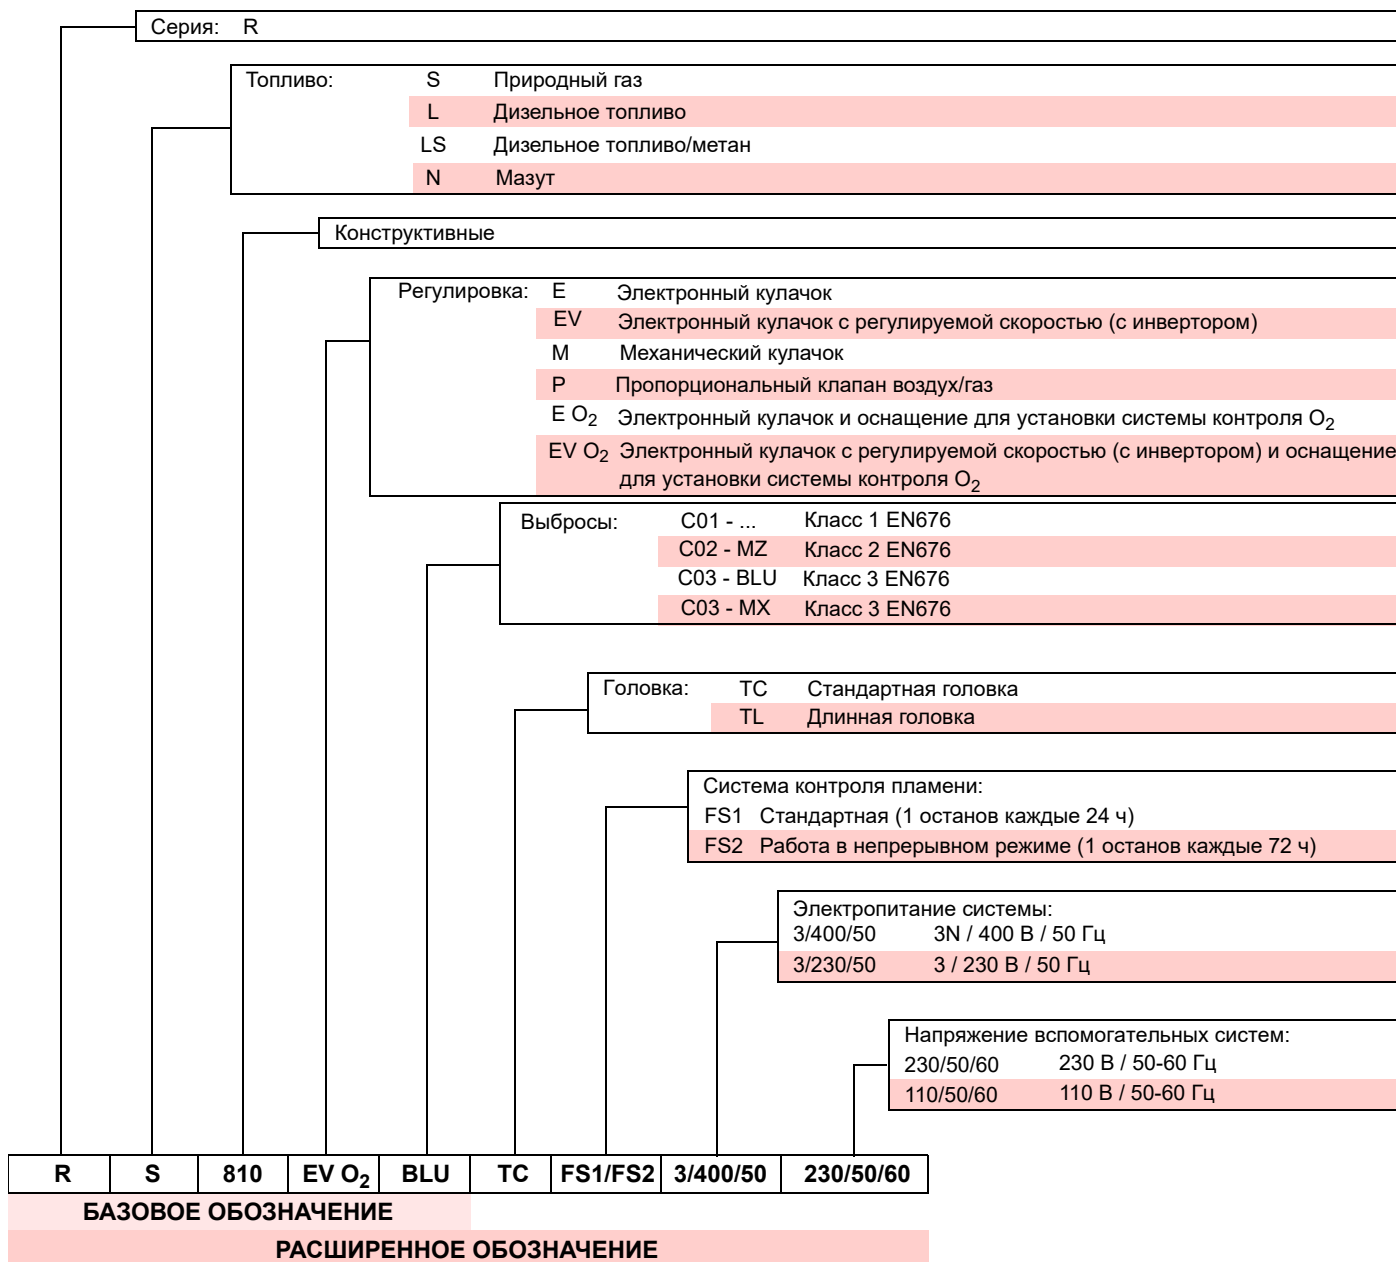 Серия: R
Топливо: S Природный газ
L Дизельное топливо
LS Дизельное топливо/метан
N Мазут
Конструктивные
Регулировка: E Электронный кулачок
EV Электронный кулачок с регулируемой скоростью (с инвертором)
M Механический кулачок
P Пропорциональный клапан воздух/газ
E O₂ Электронный кулачок и оснащение для установки системы контроля O₂
EV O₂ Электронный кулачок с регулируемой скоростью (с инвертором) и оснащение
для установки системы контроля O₂
Выбросы: C01 - ... Класс 1 EN676
C02 - MZ Класс 2 EN676
C03 - BLU Класс 3 EN676
C03 - MX Класс 3 EN676
Головка: TC Стандартная головка
TL Длинная головка
Система контроля пламени:
FS1 Стандартная (1 останов каждые 24 ч)
FS2 Работа в непрерывном режиме (1 останов каждые 72 ч)
Электропитание системы:
3/400/50 3N / 400 В / 50 Гц
3/230/50 3 / 230 В / 50 Гц
Напряжение вспомогательных систем:
230/50/60 230 В / 50-60 Гц
110/50/60 110 В / 50-60 Гц
R S 810 EV O₂ BLU TC FS1/FS2 3/400/50 230/50/60
БАЗОВОЕ ОБОЗНАЧЕНИЕ
РАСШИРЕННОЕ ОБОЗНАЧЕНИЕ